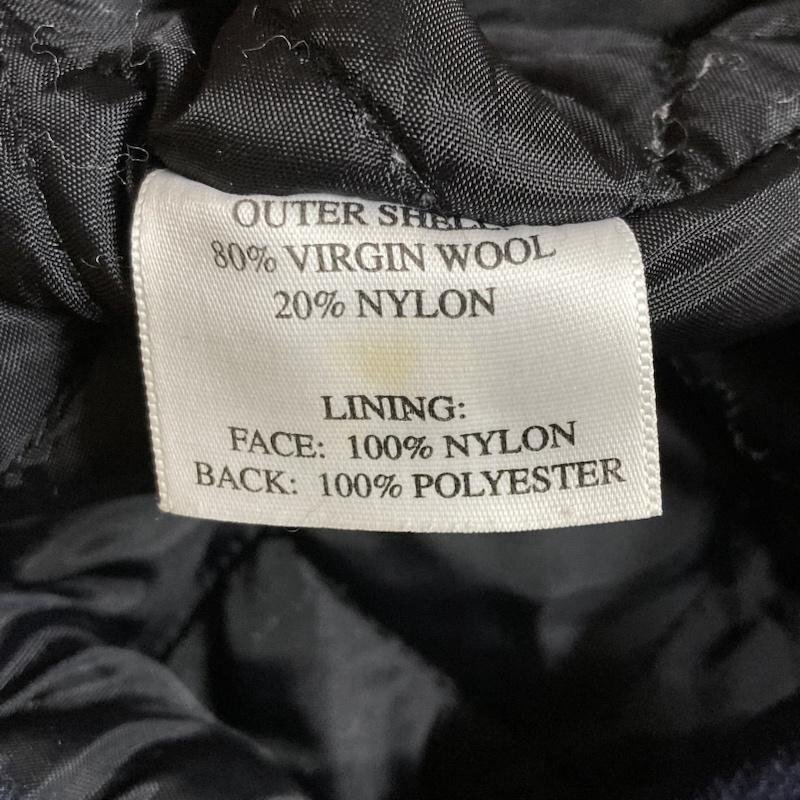 OUTER SHELL:
80% VIRGIN WOOL
20% NYLON
LINING:
FACE: 100% NYLON
BACK: 100% POLYESTER